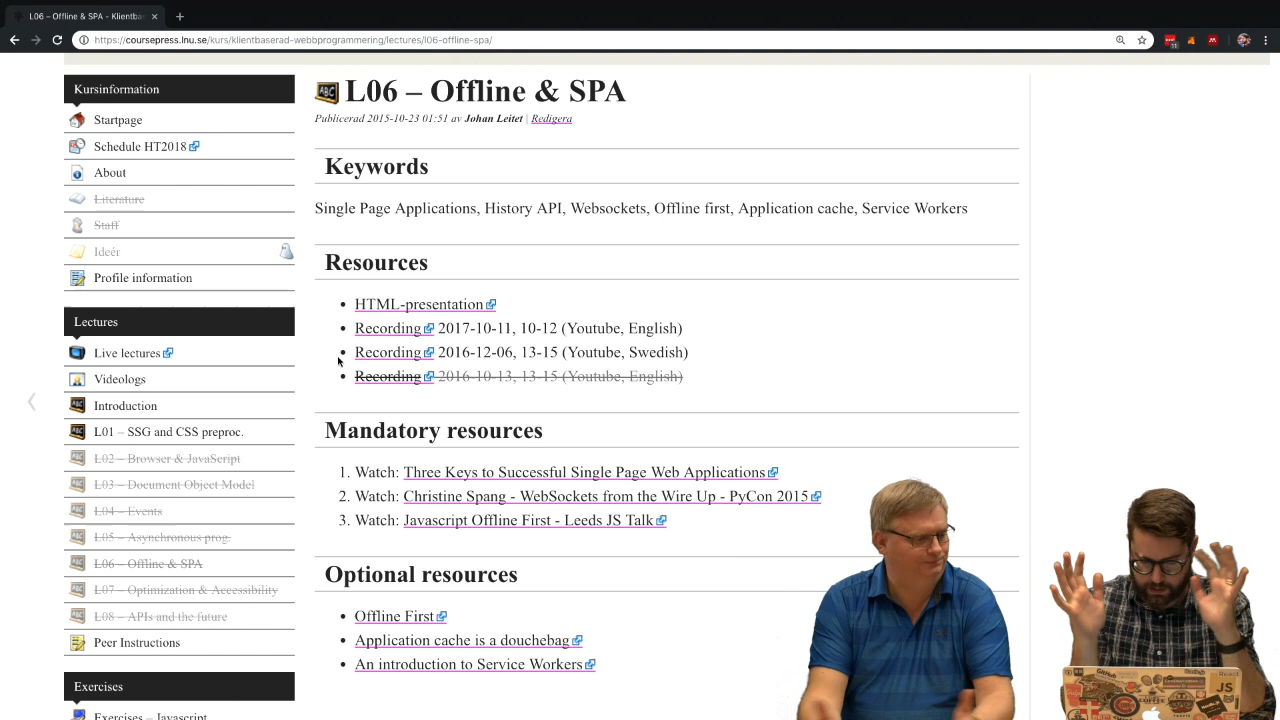 L06 – Offline & SPA - Klientba
https://coursepress.lnu.se/kurs/klientbaserad-webbprogrammering/lectures/l06-offline-spa/
Kursinformation
Startpage
Schedule HT2018
About
Literature
Staff
Ideér
Profile information
Lectures
Live lectures
Videologs
Introduction
L01 – SSG and CSS preproc.
L02 – Browser & JavaScript
L03 – Document Object Model
L04 – Events
L05 – Asynchronous prog.
L06 – Offline & SPA
L07 – Optimization & Accessibility
L08 – APIs and the future
Peer Instructions
Exercises
Exercises – Javascript
ABC L06 – Offline & SPA
Publicerad 2015-10-23 01:51 av Johan Leitet | Redigera
Keywords
Single Page Applications, History API, Websockets, Offline first, Application cache, Service Workers
Resources
• HTML-presentation
• Recording 2017-10-11, 10-12 (Youtube, English)
• Recording 2016-12-06, 13-15 (Youtube, Swedish)
• Recording 2016-10-13, 13-15 (Youtube, English)
Mandatory resources
1. Watch: Three Keys to Successful Single Page Web Applications
2. Watch: Christine Spang - WebSockets from the Wire Up - PyCon 2015
3. Watch: Javascript Offline First - Leeds JS Talk
Optional resources
• Offline First
• Application cache is a douchebag
• An introduction to Service Workers
GitHub
React
JS